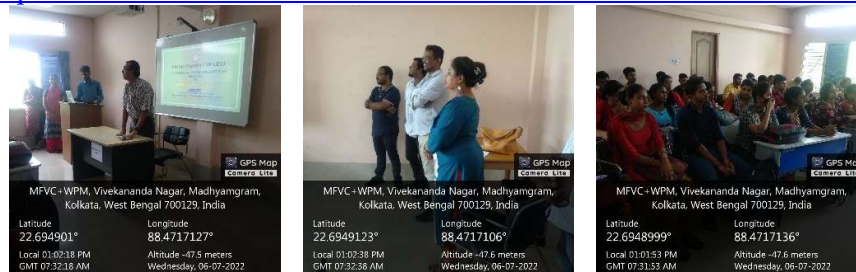 GPS Map
Camera Lite
MFVC+WPM, Vivekananda Nagar, Madhyamgram,
Kolkata, West Bengal 700129, India
Latitude
Longitude
22.694901°
88.4717127°
Local 01:02:18 PM
Altitude -47.5 meters
GMT 07:32:18 AM
Wednesday, 06-07-2022
GPS Map
Camera Lite
MFVC+WPM, Vivekananda Nagar, Madhyamgram,
Kolkata, West Bengal 700129, India
Latitude
Longitude
22.6949123°
88.4717106°
Local 01:02:38 PM
Altitude -47.6 meters
GMT 07:32:38 AM
Wednesday, 06-07-2022
GPS Map
Camera Lite
MFVC+WPM, Vivekananda Nagar, Madhyamgram,
Kolkata, West Bengal 700129, India
Latitude
Longitude
22.6948999°
88.4717136°
Local 01:01:53 PM
Altitude -47.6 meters
GMT 07:31:53 AM
Wednesday, 06-07-2022